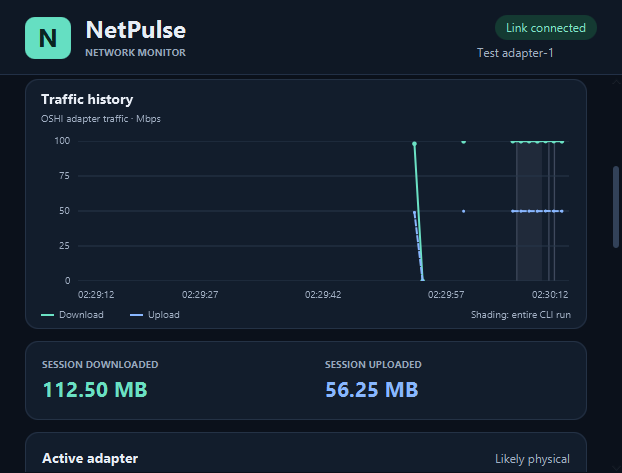 N
NetPulse
NETWORK MONITOR
Link connected
Test adapter-1
Traffic history
OSHI adapter traffic · Mbps
100
75
50
25
0
02:29:12 02:29:27 02:29:42 02:29:57 02:30:12
Download Upload Shading: entire CLI run
SESSION DOWNLOADED SESSION UPLOADED
112.50 MB 56.25 MB
Active adapter Likely physical